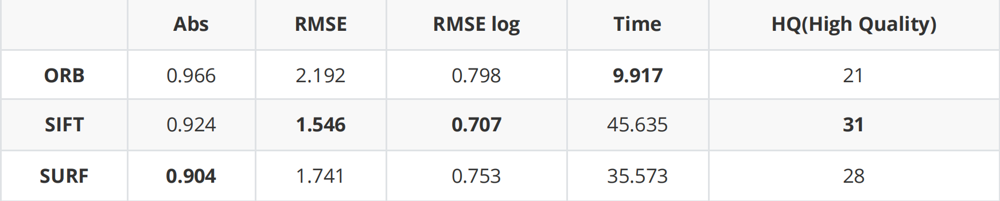 Abs RMSE RMSE log Time HQ(High Quality)
ORB 0.966 2.192 0.798 9.917 21
SIFT 0.924 1.546 0.707 45.635 31
SURF 0.904 1.741 0.753 35.573 28